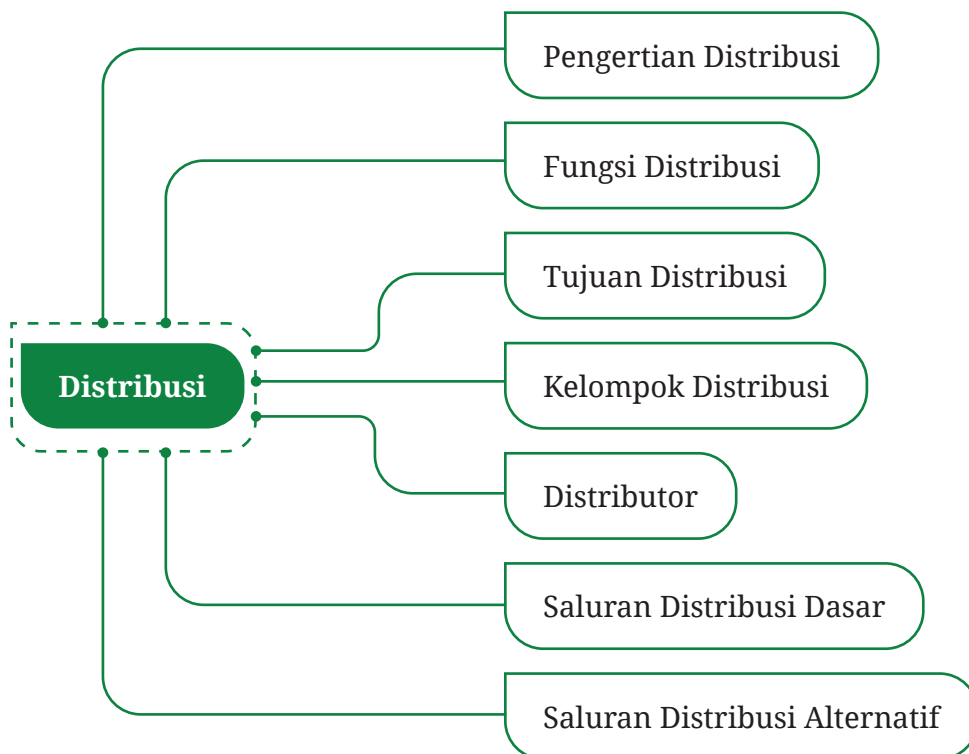 Pengertian Distribusi
Fungsi Distribusi
Tujuan Distribusi
Distribusi
Kelompok Distribusi
Distributor
Saluran Distribusi Dasar
Saluran Distribusi Alternatif